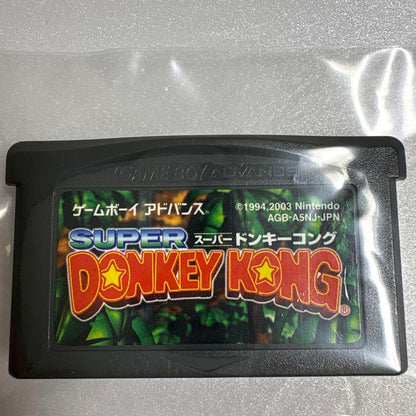 GAME BOY ADVANCE
ゲームボーイ アドバンス®
©1994,2003 Nintendo
AGB-A5NJ-JPN
SUPER スーパードンキーコング
DONKEY KONG®